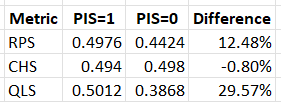 Metric PIS=1 PIS=0 Difference
RPS 0.4976 0.4424 12.48%
CHS 0.494 0.498 -0.80%
QLS 0.5012 0.3868 29.57%